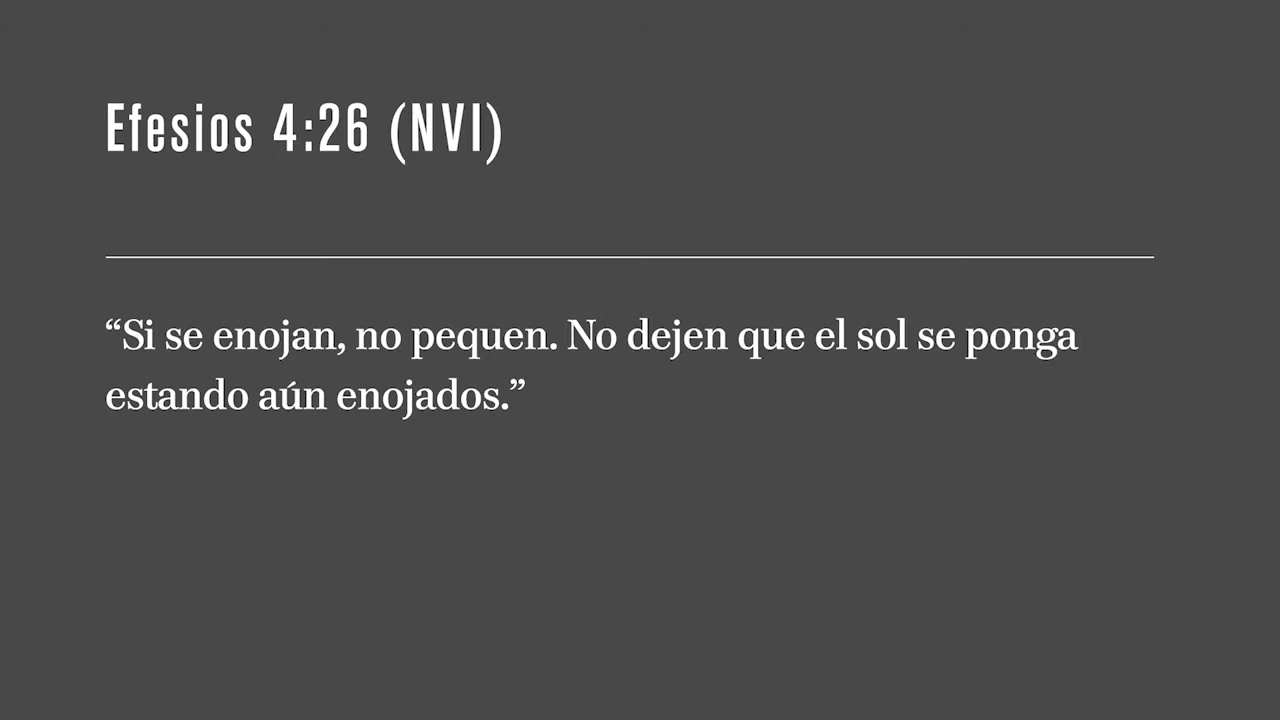 Efesios 4:26 (NVI)
“Si se enojan, no pequen. No dejen que el sol se ponga
estando aún enojados.”